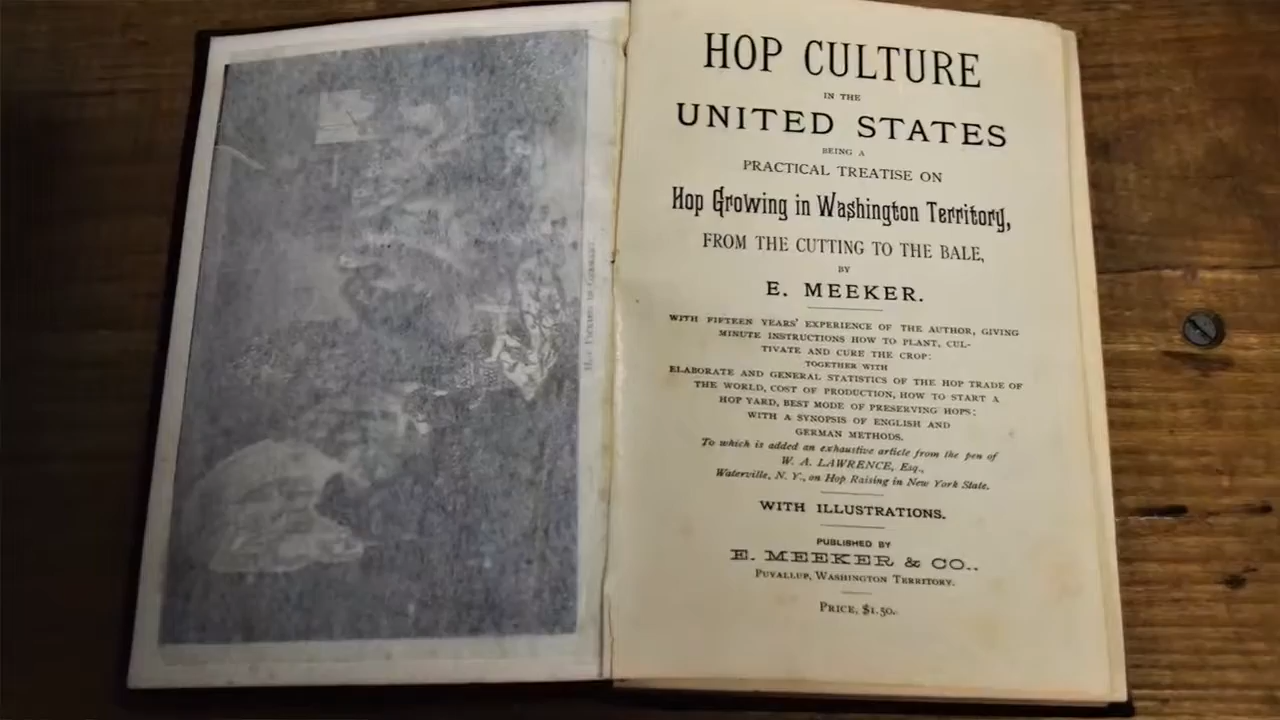 Hop Picking in Germany.
HOP CULTURE
IN THE
UNITED STATES
BEING A
PRACTICAL TREATISE ON
Hop Growing in Washington Territory,
FROM THE CUTTING TO THE BALE,
BY
E. MEEKER.
WITH FIFTEEN YEARS' EXPERIENCE OF THE AUTHOR, GIVING
MINUTE INSTRUCTIONS HOW TO PLANT, CUL-
TIVATE AND CURE THE CROP:
TOGETHER WITH
ELABORATE AND GENERAL STATISTICS OF THE HOP TRADE OF
THE WORLD, COST OF PRODUCTION, HOW TO START A
HOP YARD, BEST MODE OF PRESERVING HOPS;
WITH A SYNOPSIS OF ENGLISH AND
GERMAN METHODS.
To which is added an exhaustive article from the pen of
W. A. LAWRENCE, Esq.,
Waterville, N. Y., on Hop Raising in New York State.
WITH ILLUSTRATIONS.
PUBLISHED BY
E. MEEKER & CO..
PUYALLUP, WASHINGTON TERRITORY.
PRICE, $1.50.